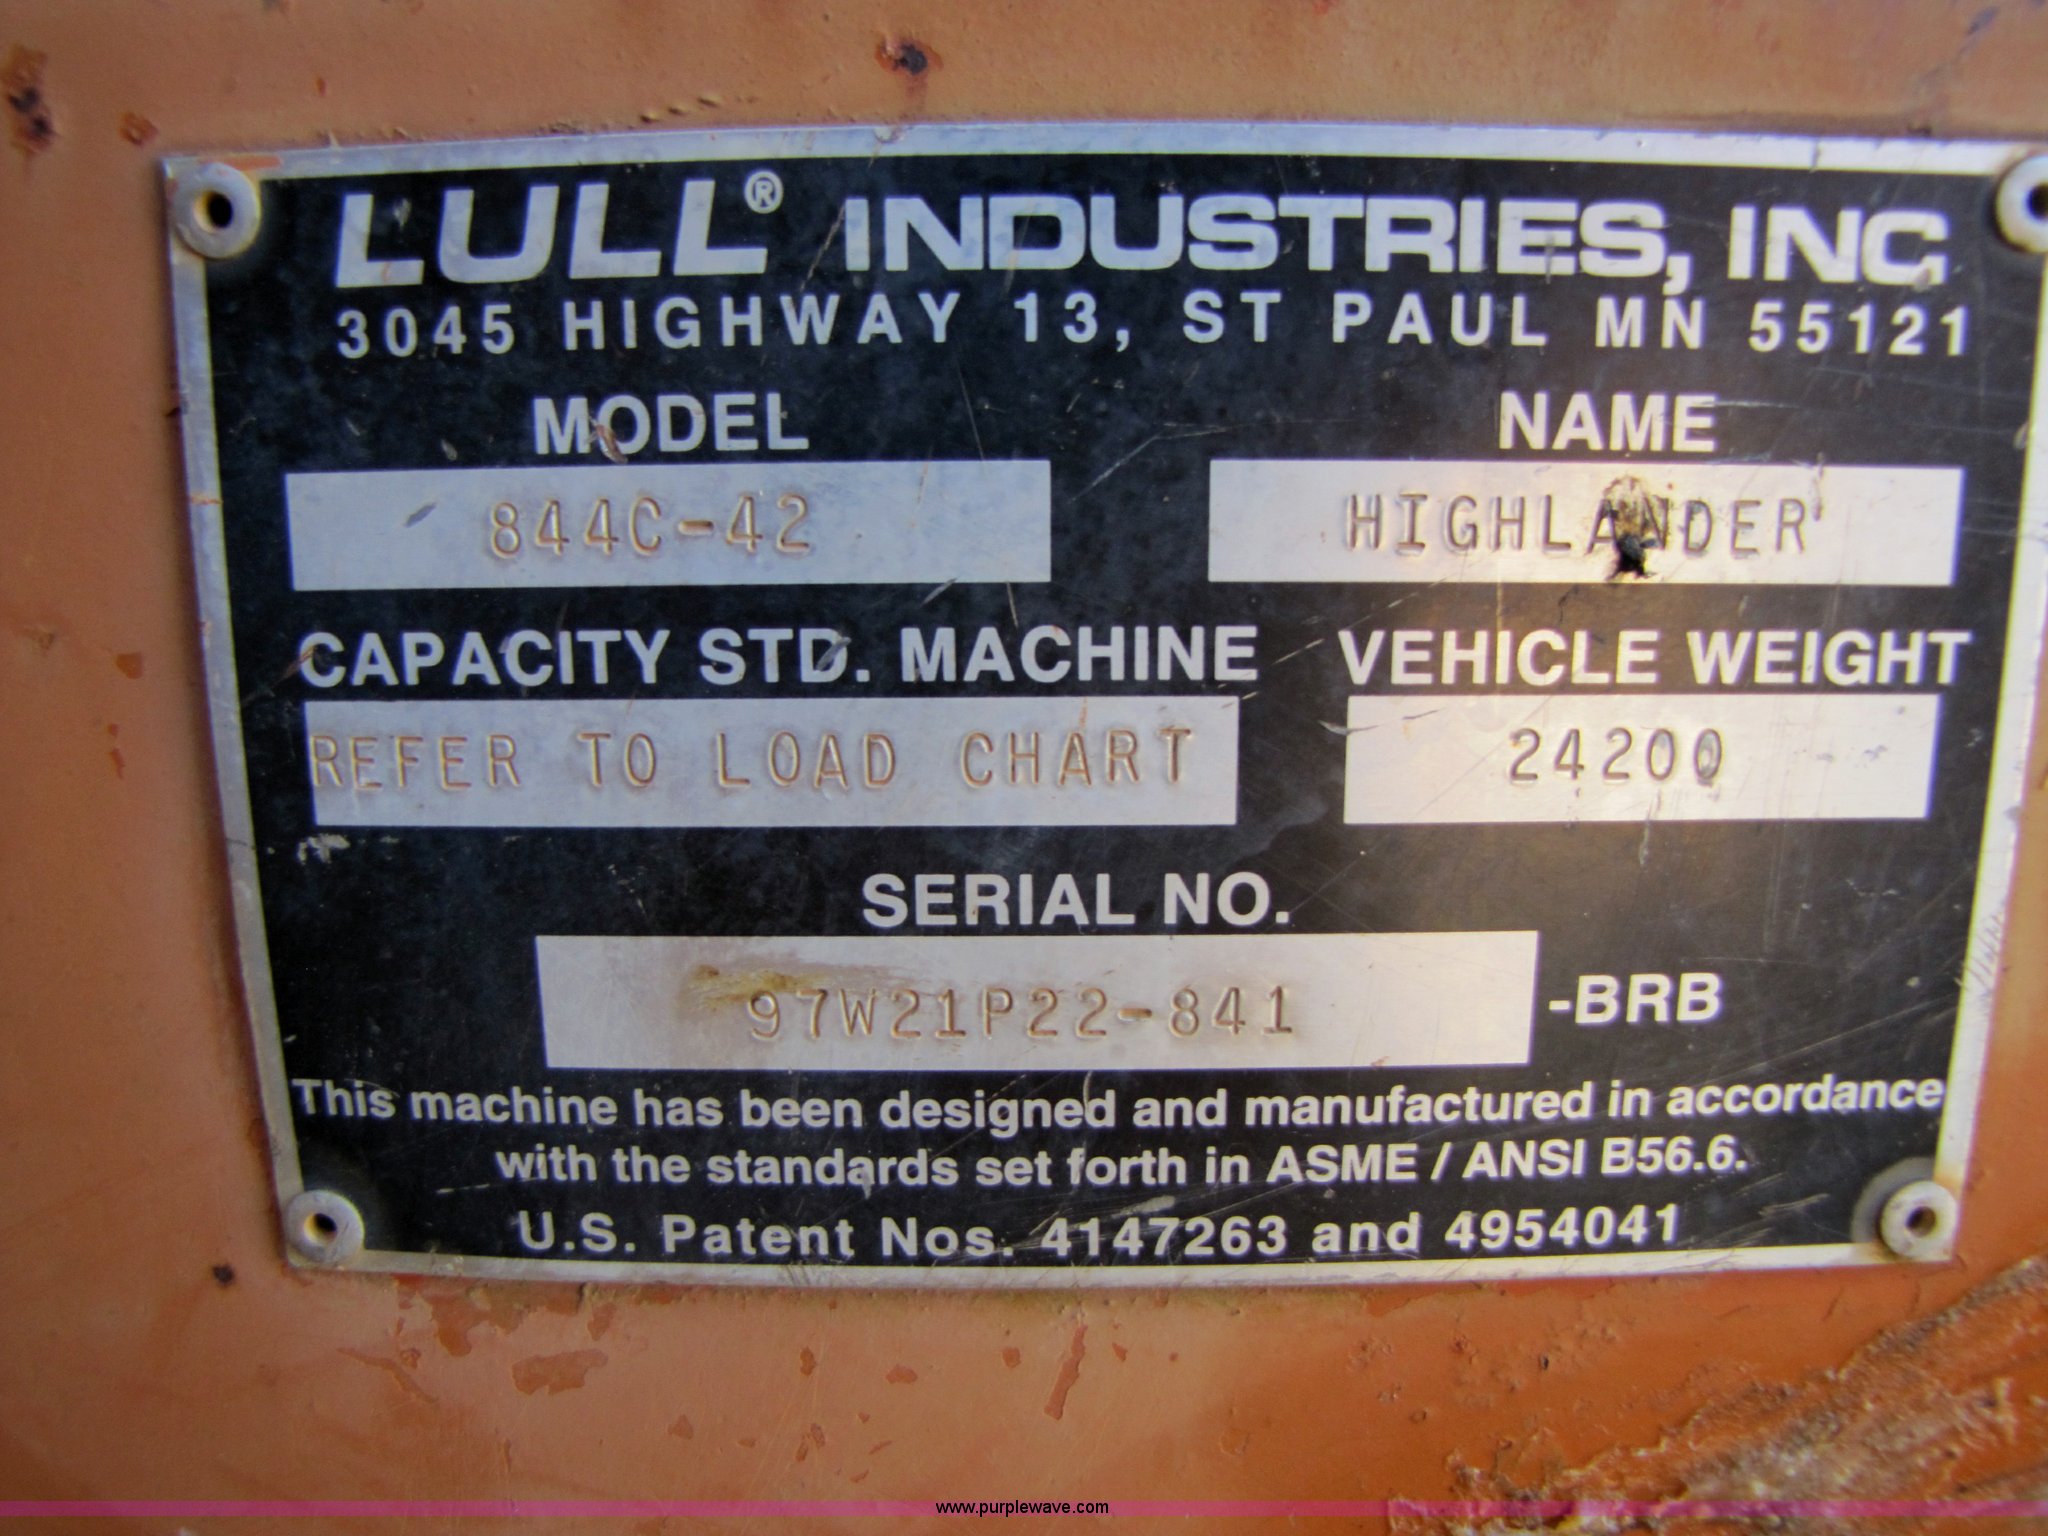 LULL® INDUSTRIES, INC
3045 HIGHWAY 13, ST PAUL MN 55121
MODEL NAME
844C-42 HIGHLANDER
CAPACITY STD. MACHINE VEHICLE WEIGHT
REFER TO LOAD CHART 24200
SERIAL NO.
97W21P22-841 -BRB
This machine has been designed and manufactured in accordance
with the standards set forth in ASME / ANSI B56.6.
U.S. Patent Nos. 4147263 and 4954041
www.purplewave.com